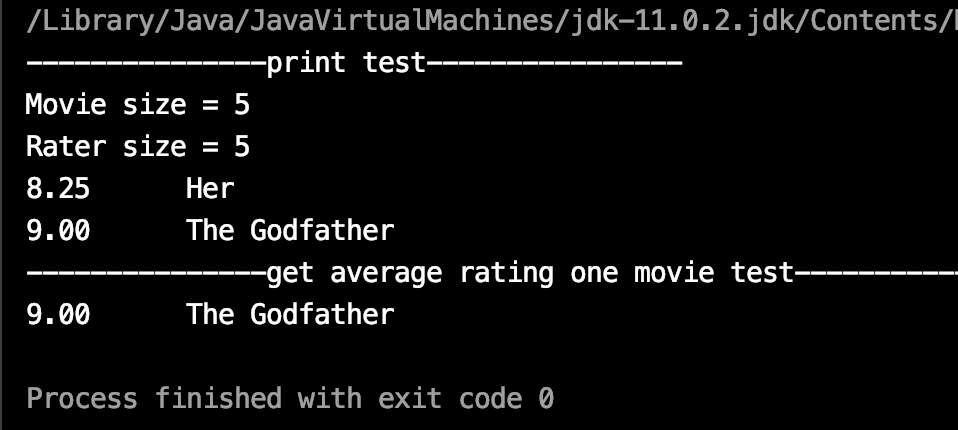 /Library/Java/JavaVirtualMachines/jdk-11.0.2.jdk/Contents/
---------------print test----------------
Movie size = 5
Rater size = 5
8.25      Her
9.00      The Godfather
---------------get average rating one movie test----------
9.00      The Godfather
Process finished with exit code 0